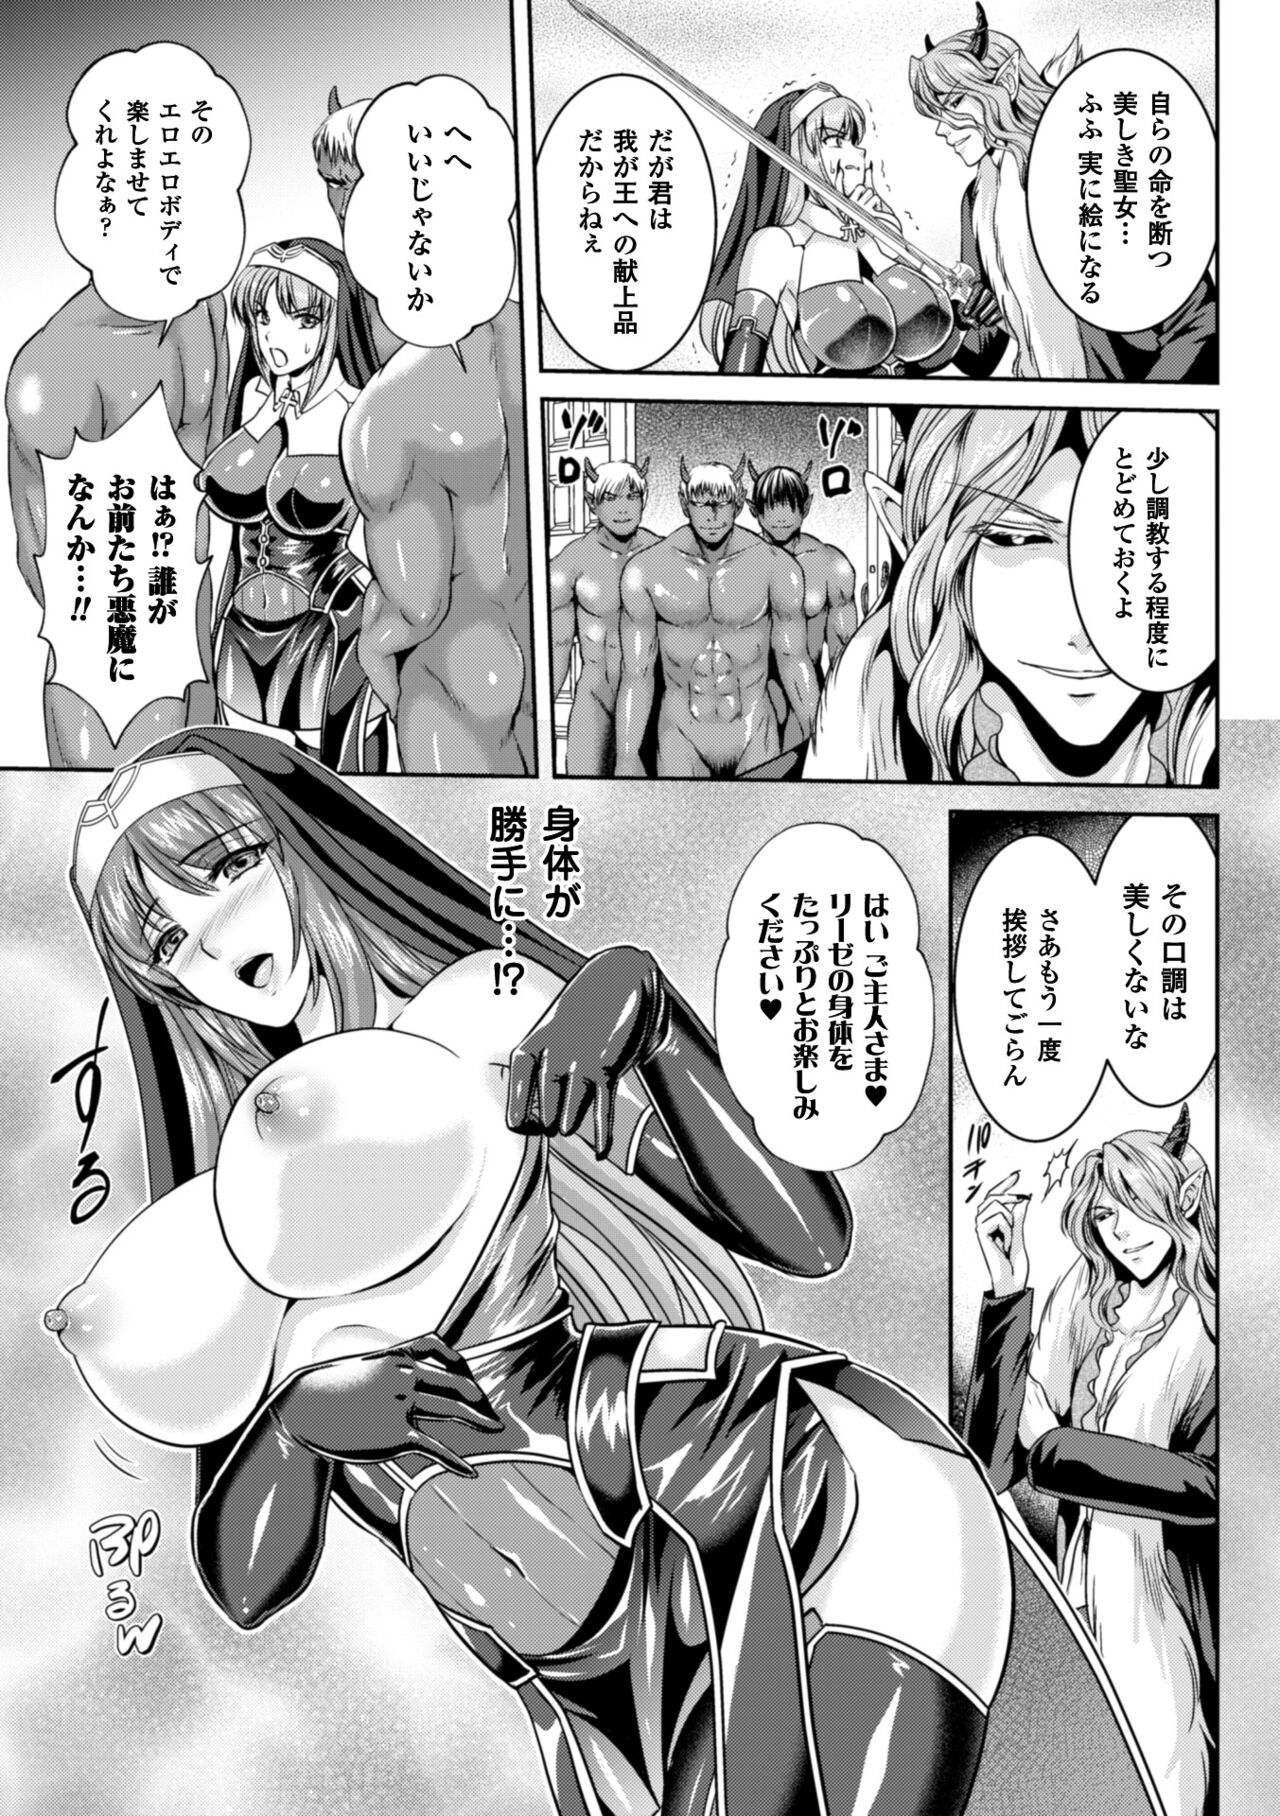 自らの命を断つ
美しき聖女…
ふふ 実に絵になる
だが君は
我が王への献上品
だからねぇ
少し調教する程度に
とどめておくよ
ゾロ
ゾロ
へへ
いいじゃないか
その
エロエロボディで
楽しませて
くれよなぁ?
はぁ!? 誰が
お前たち悪魔に
なんか…!!
その口調は
美しくないな
さあもう一度
挨拶してごらん
パチン
はい ご主人さま♥
リーゼの身体を
たっぷりとお楽しみ
ください♥
身体が
勝手に…!?
する
ぷるん